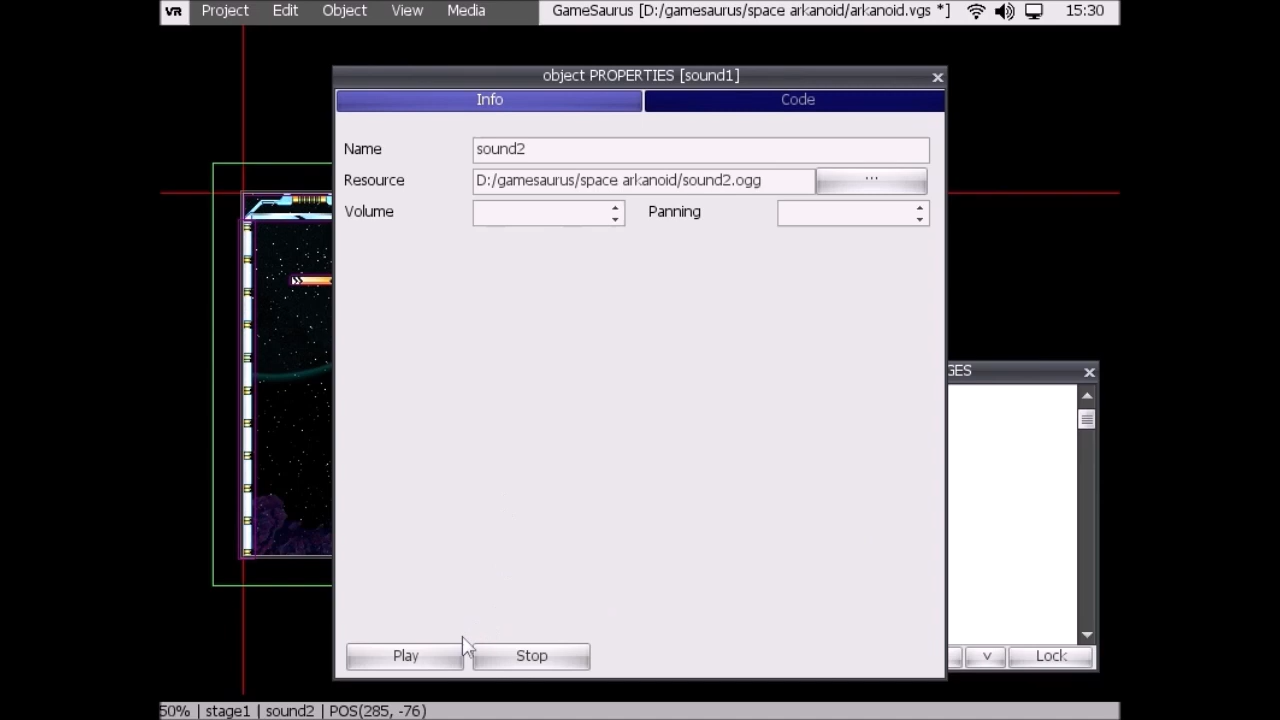 VR Project Edit Object View Media GameSaurus [D:/gamesaurus/space arkanoid/arkanoid.vgs *] 15:30
object PROPERTIES [sound1]
Info Code
Name sound2
Resource D:/gamesaurus/space arkanoid/sound2.ogg ...
Volume Panning
GES
Play Stop
v Lock
50% | stage1 | sound2 | POS(285, -76)